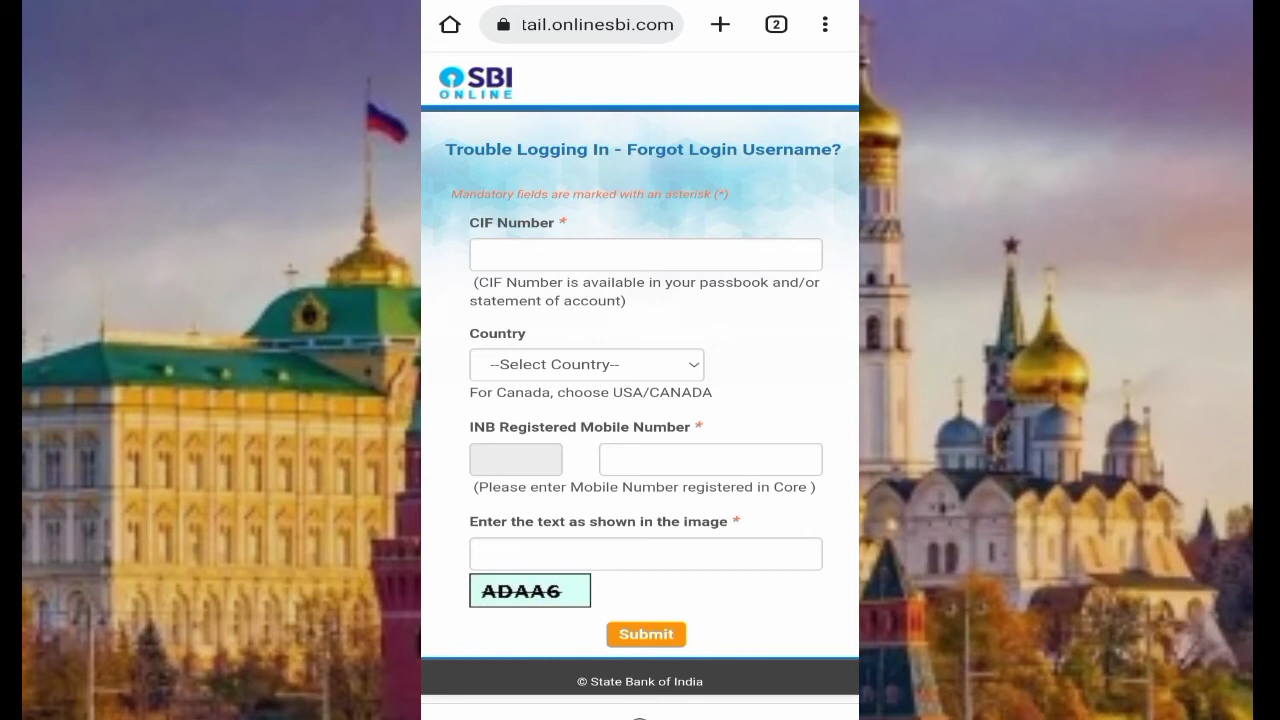 tail.onlinesbi.com
2
SBI
ONLINE
Trouble Logging In - Forgot Login Username?
Mandatory fields are marked with an asterisk (*)
CIF Number *
(CIF Number is available in your passbook and/or
statement of account)
Country
--Select Country--
For Canada, choose USA/CANADA
INB Registered Mobile Number *
(Please enter Mobile Number registered in Core )
Enter the text as shown in the image *
ADAA6
Submit
© State Bank of India